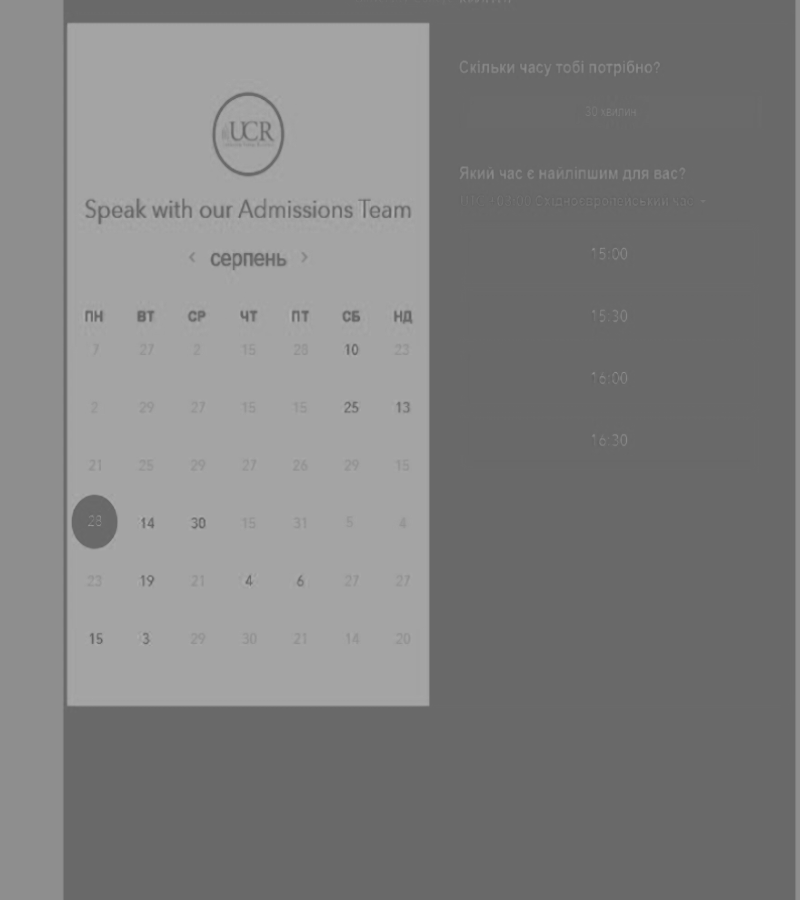 UCR
Speak with our Admissions Team
‹ серпень ›
ПН ВТ СР ЧТ ПТ СБ НД
7 27 2 15 28 10 23
2 29 27 15 15 25 13
21 25 29 27 26 29 15
28 14 30 15 31 5 4
23 19 21 4 6 27 27
15 3 29 30 21 14 20
Скільки часу тобі потрібно?
30 хвилин
Який час є найліпшим для вас?
Східноєвропейський час
15:00
15:30
16:00
16:30